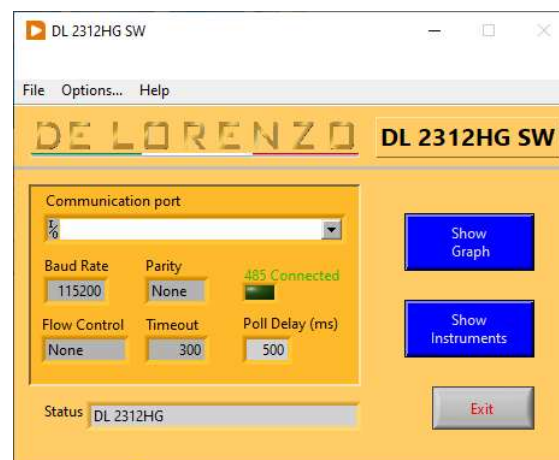 DL 2312HG SW
File Options... Help
DE LORENZO
DL 2312HG SW
Communication port
I/O
Baud Rate Parity 485 Connected
115200 None
Flow Control Timeout Poll Delay (ms)
None 300 500
Status DL 2312HG
Show
Graph
Show
Instruments
Exit